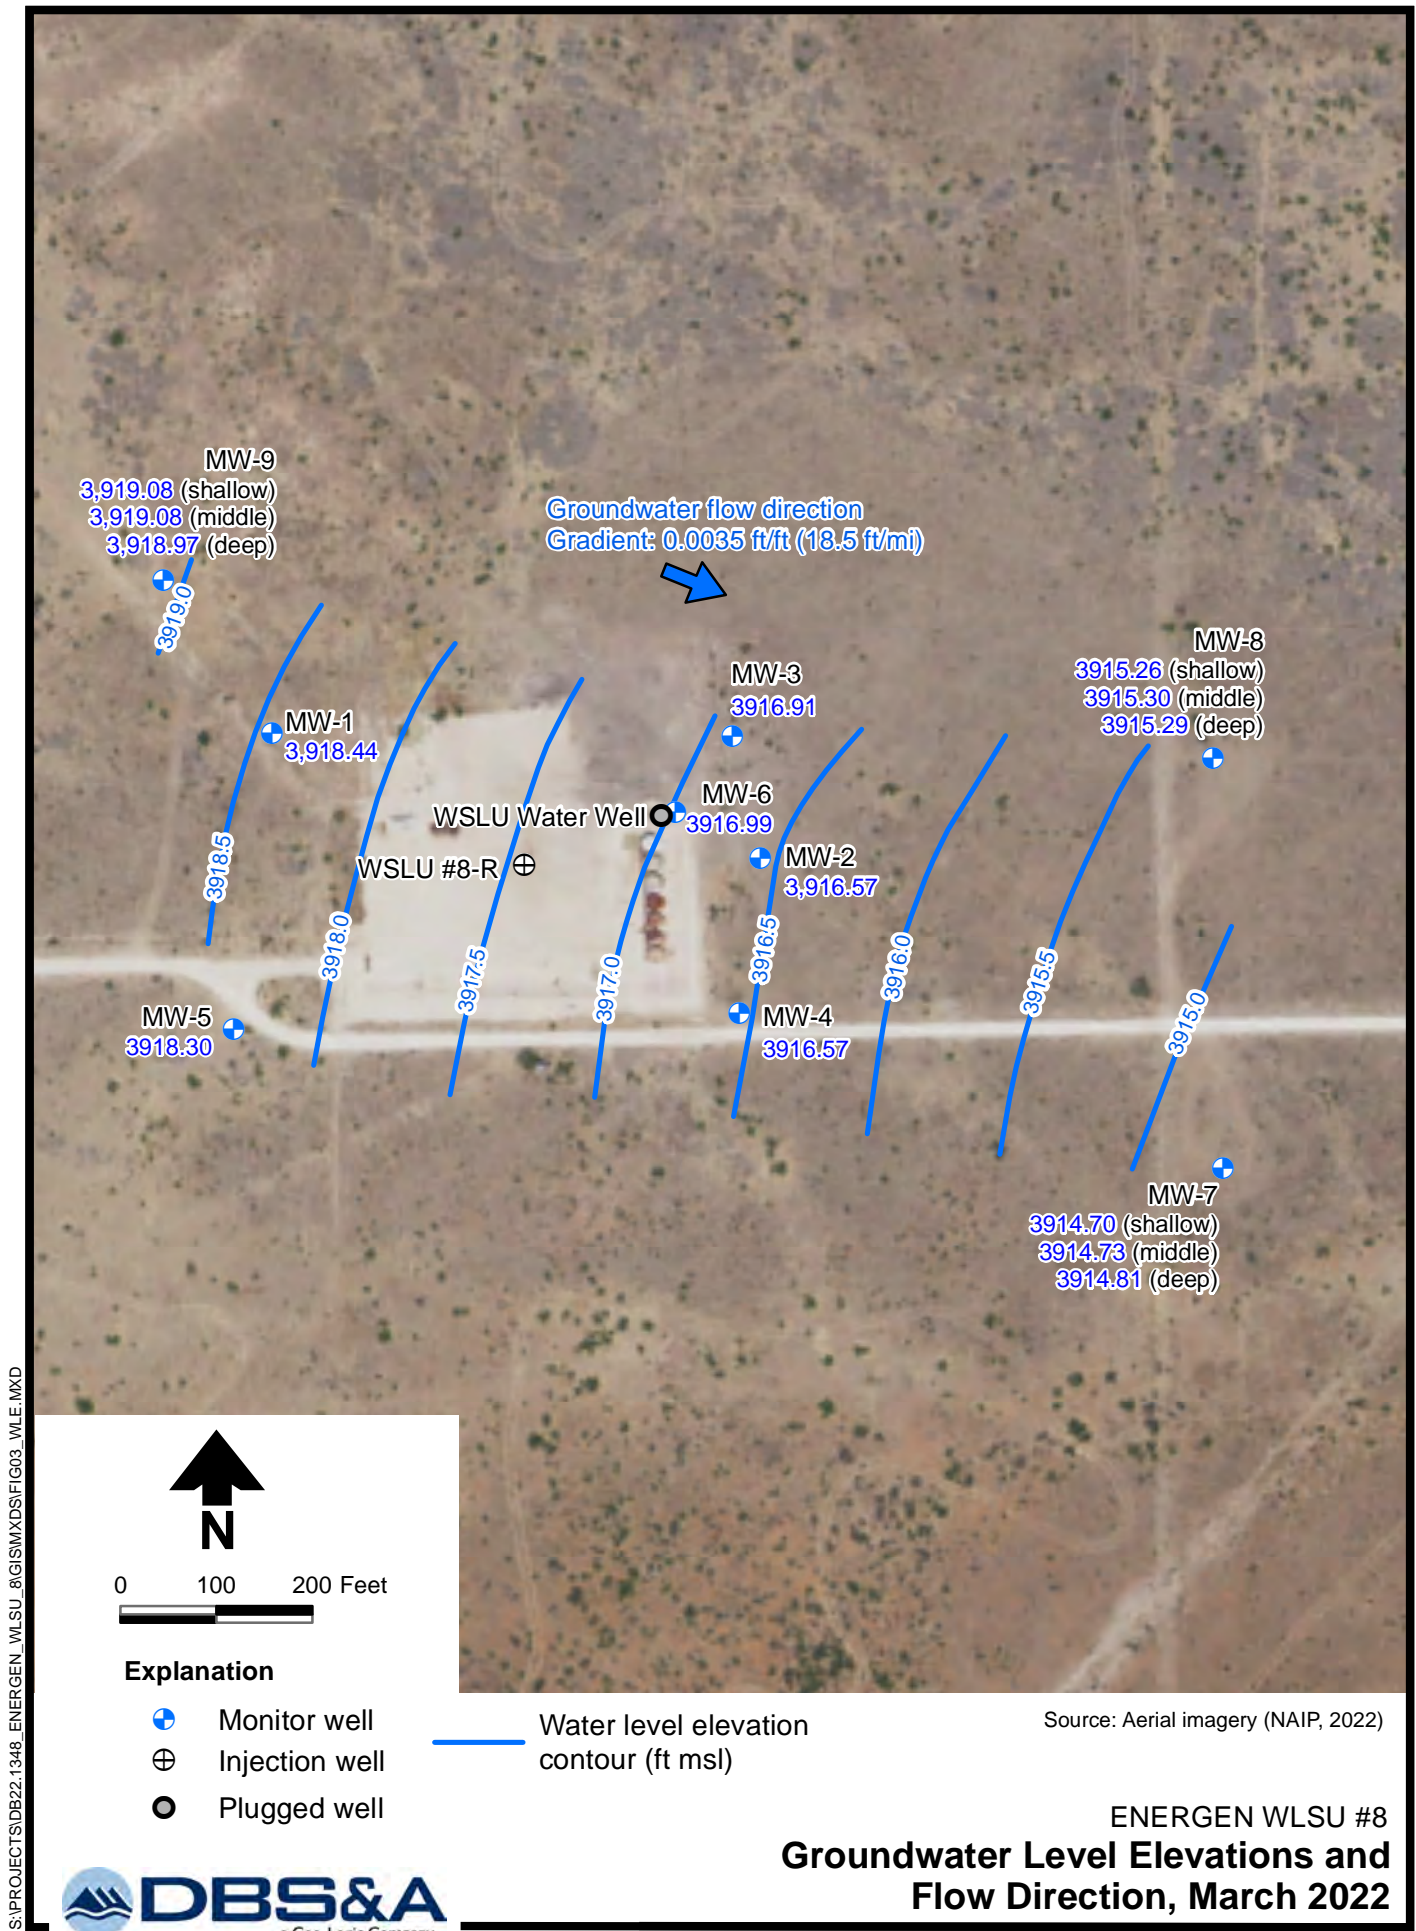 MW-9
3,919.08 (shallow)
3,919.08 (middle)
3,918.97 (deep)
Groundwater flow direction
Gradient: 0.0035 ft/ft (18.5 ft/mi)
3919.0
MW-8
3915.26 (shallow)
3915.30 (middle)
3915.29 (deep)
MW-3
3916.91
MW-1
3,918.44
MW-6
3916.99
WSLU Water Well
MW-2
3,916.57
WSLU #8-R
3918.5
3918.0
3917.5
3917.0
3916.5
3916.0
3915.5
3915.0
MW-5
3918.30
MW-4
3916.57
MW-7
3914.70 (shallow)
3914.73 (middle)
3914.81 (deep)
S:\PROJECTS\DB22.1348_ENERGEN_WLSU_8\GIS\MXDS\FIG03_WLE.MXD
N
0 100 200 Feet
Explanation
Monitor well
Injection well
Plugged well
Water level elevation
contour (ft msl)
Source: Aerial imagery (NAIP, 2022)
ENERGEN WLSU #8
Groundwater Level Elevations and
Flow Direction, March 2022
DBS&A